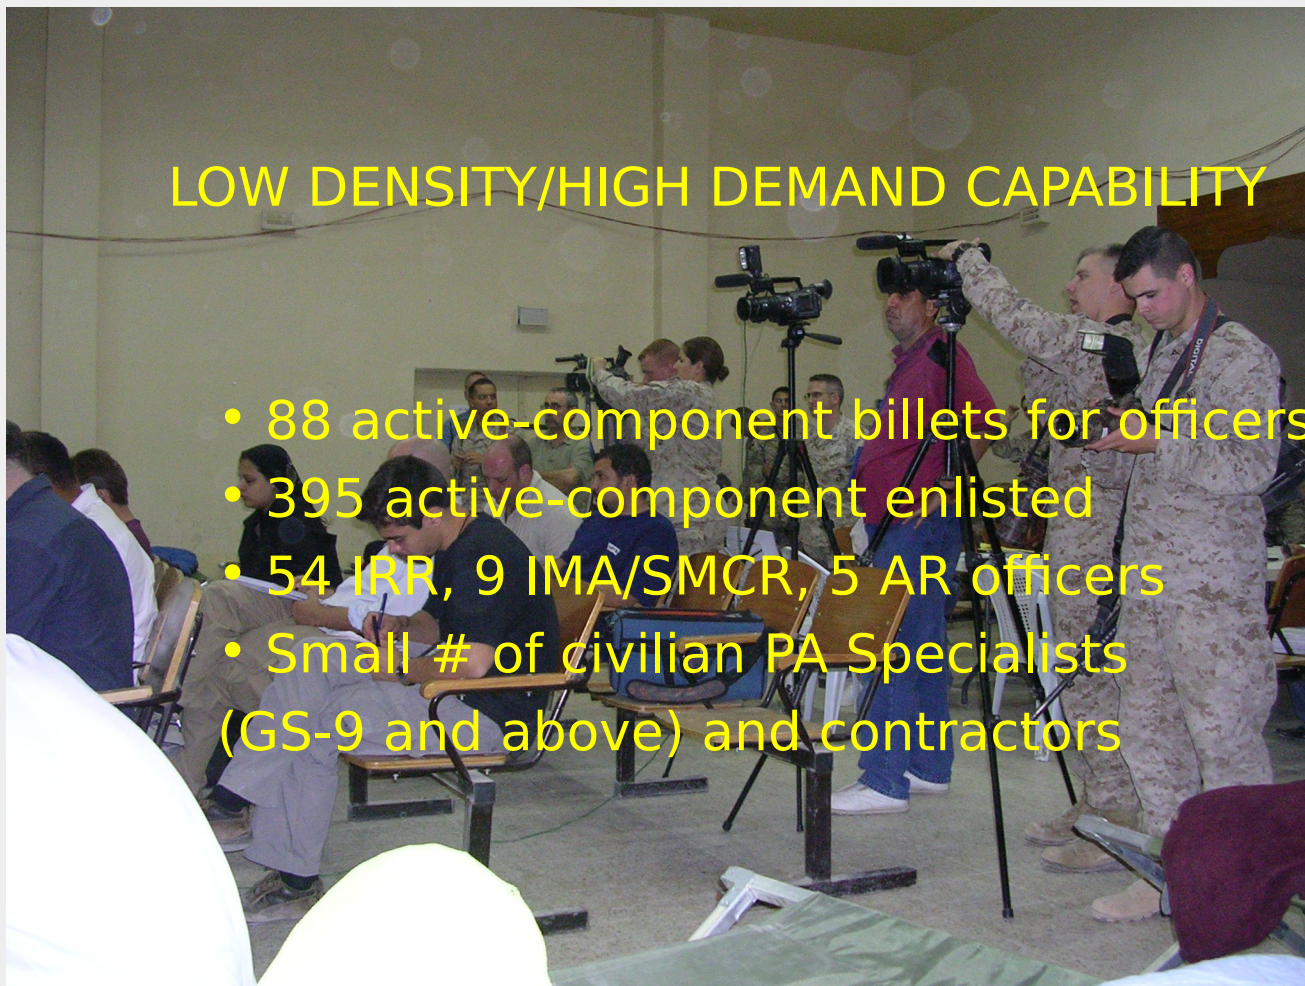 LOW DENSITY/HIGH DEMAND CAPABILITY
• 88 active-component billets for officers
• 395 active-component enlisted
• 54 IRR, 9 IMA/SMCR, 5 AR officers
• Small # of civilian PA Specialists
(GS-9 and above) and contractors
DIGITAL